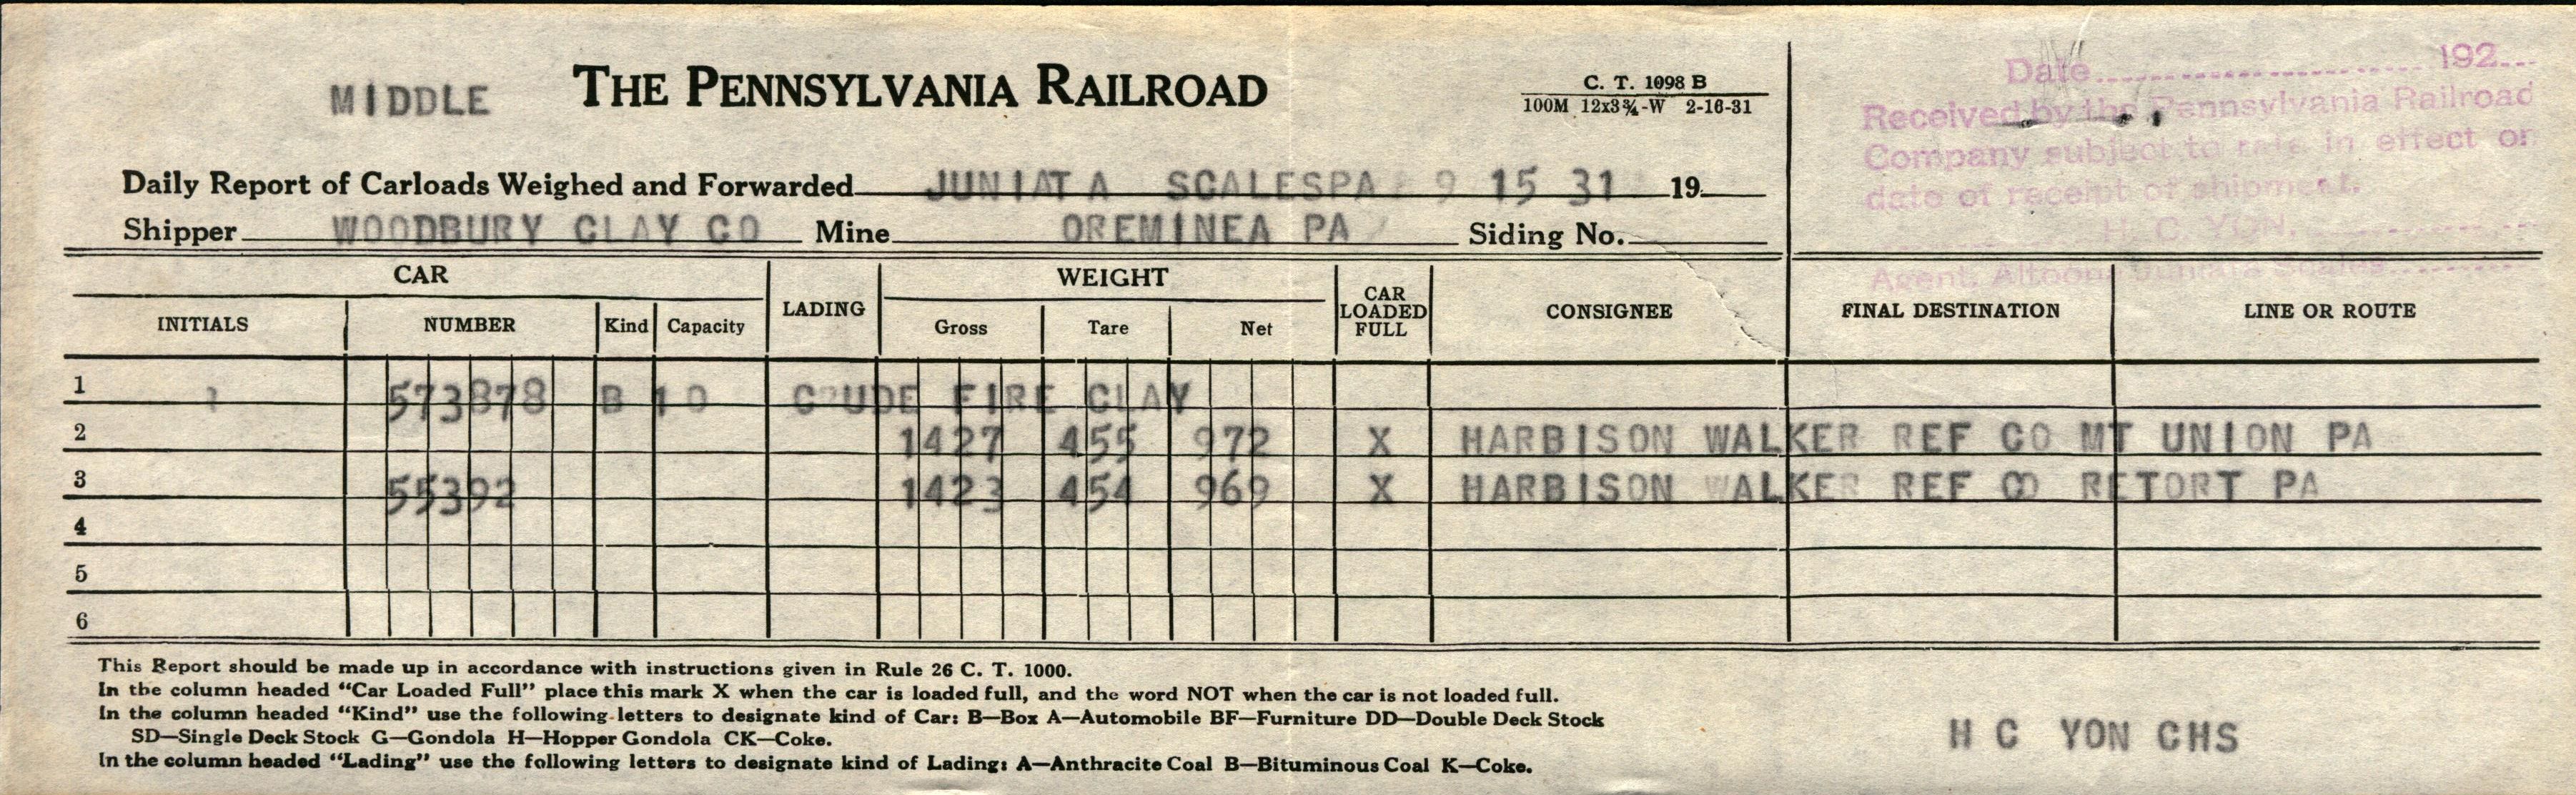 MIDDLE THE PENNSYLVANIA RAILROAD
C. T. 1098 B
100M 12x3¾-W 2-16-31
Date 192
Received by the Pennsylvania Railroad
Company subject to rate in effect on
date of receipt of shipment.
H. C. YON,
Agent, Altoona Juniata Scales
Daily Report of Carloads Weighed and Forwarded JUNIATA SCALESPA 9 15 31 19
Shipper WOODBURY CLAY CO Mine OREMINEA PA Siding No.
CAR LADING WEIGHT CAR LOADED FULL CONSIGNEE FINAL DESTINATION LINE OR ROUTE
INITIALS NUMBER Kind Capacity Gross Tare Net
1 573878 B 10 CRUDE FIRE CLAY
2 1427 455 972 X HARBISON WALKER REF CO MT UNION PA
3 55392 1423 454 969 X HARBISON WALKER REF CO RETORT PA
4
5
6
This Report should be made up in accordance with instructions given in Rule 26 C. T. 1000.
In the column headed “Car Loaded Full” place this mark X when the car is loaded full, and the word NOT when the car is not loaded full.
In the column headed “Kind” use the following letters to designate kind of Car: B—Box A—Automobile BF—Furniture DD—Double Deck Stock
SD—Single Deck Stock G—Gondola H—Hopper Gondola CK—Coke.
In the column headed “Lading” use the following letters to designate kind of Lading: A—Anthracite Coal B—Bituminous Coal K—Coke.
H C YON CHS